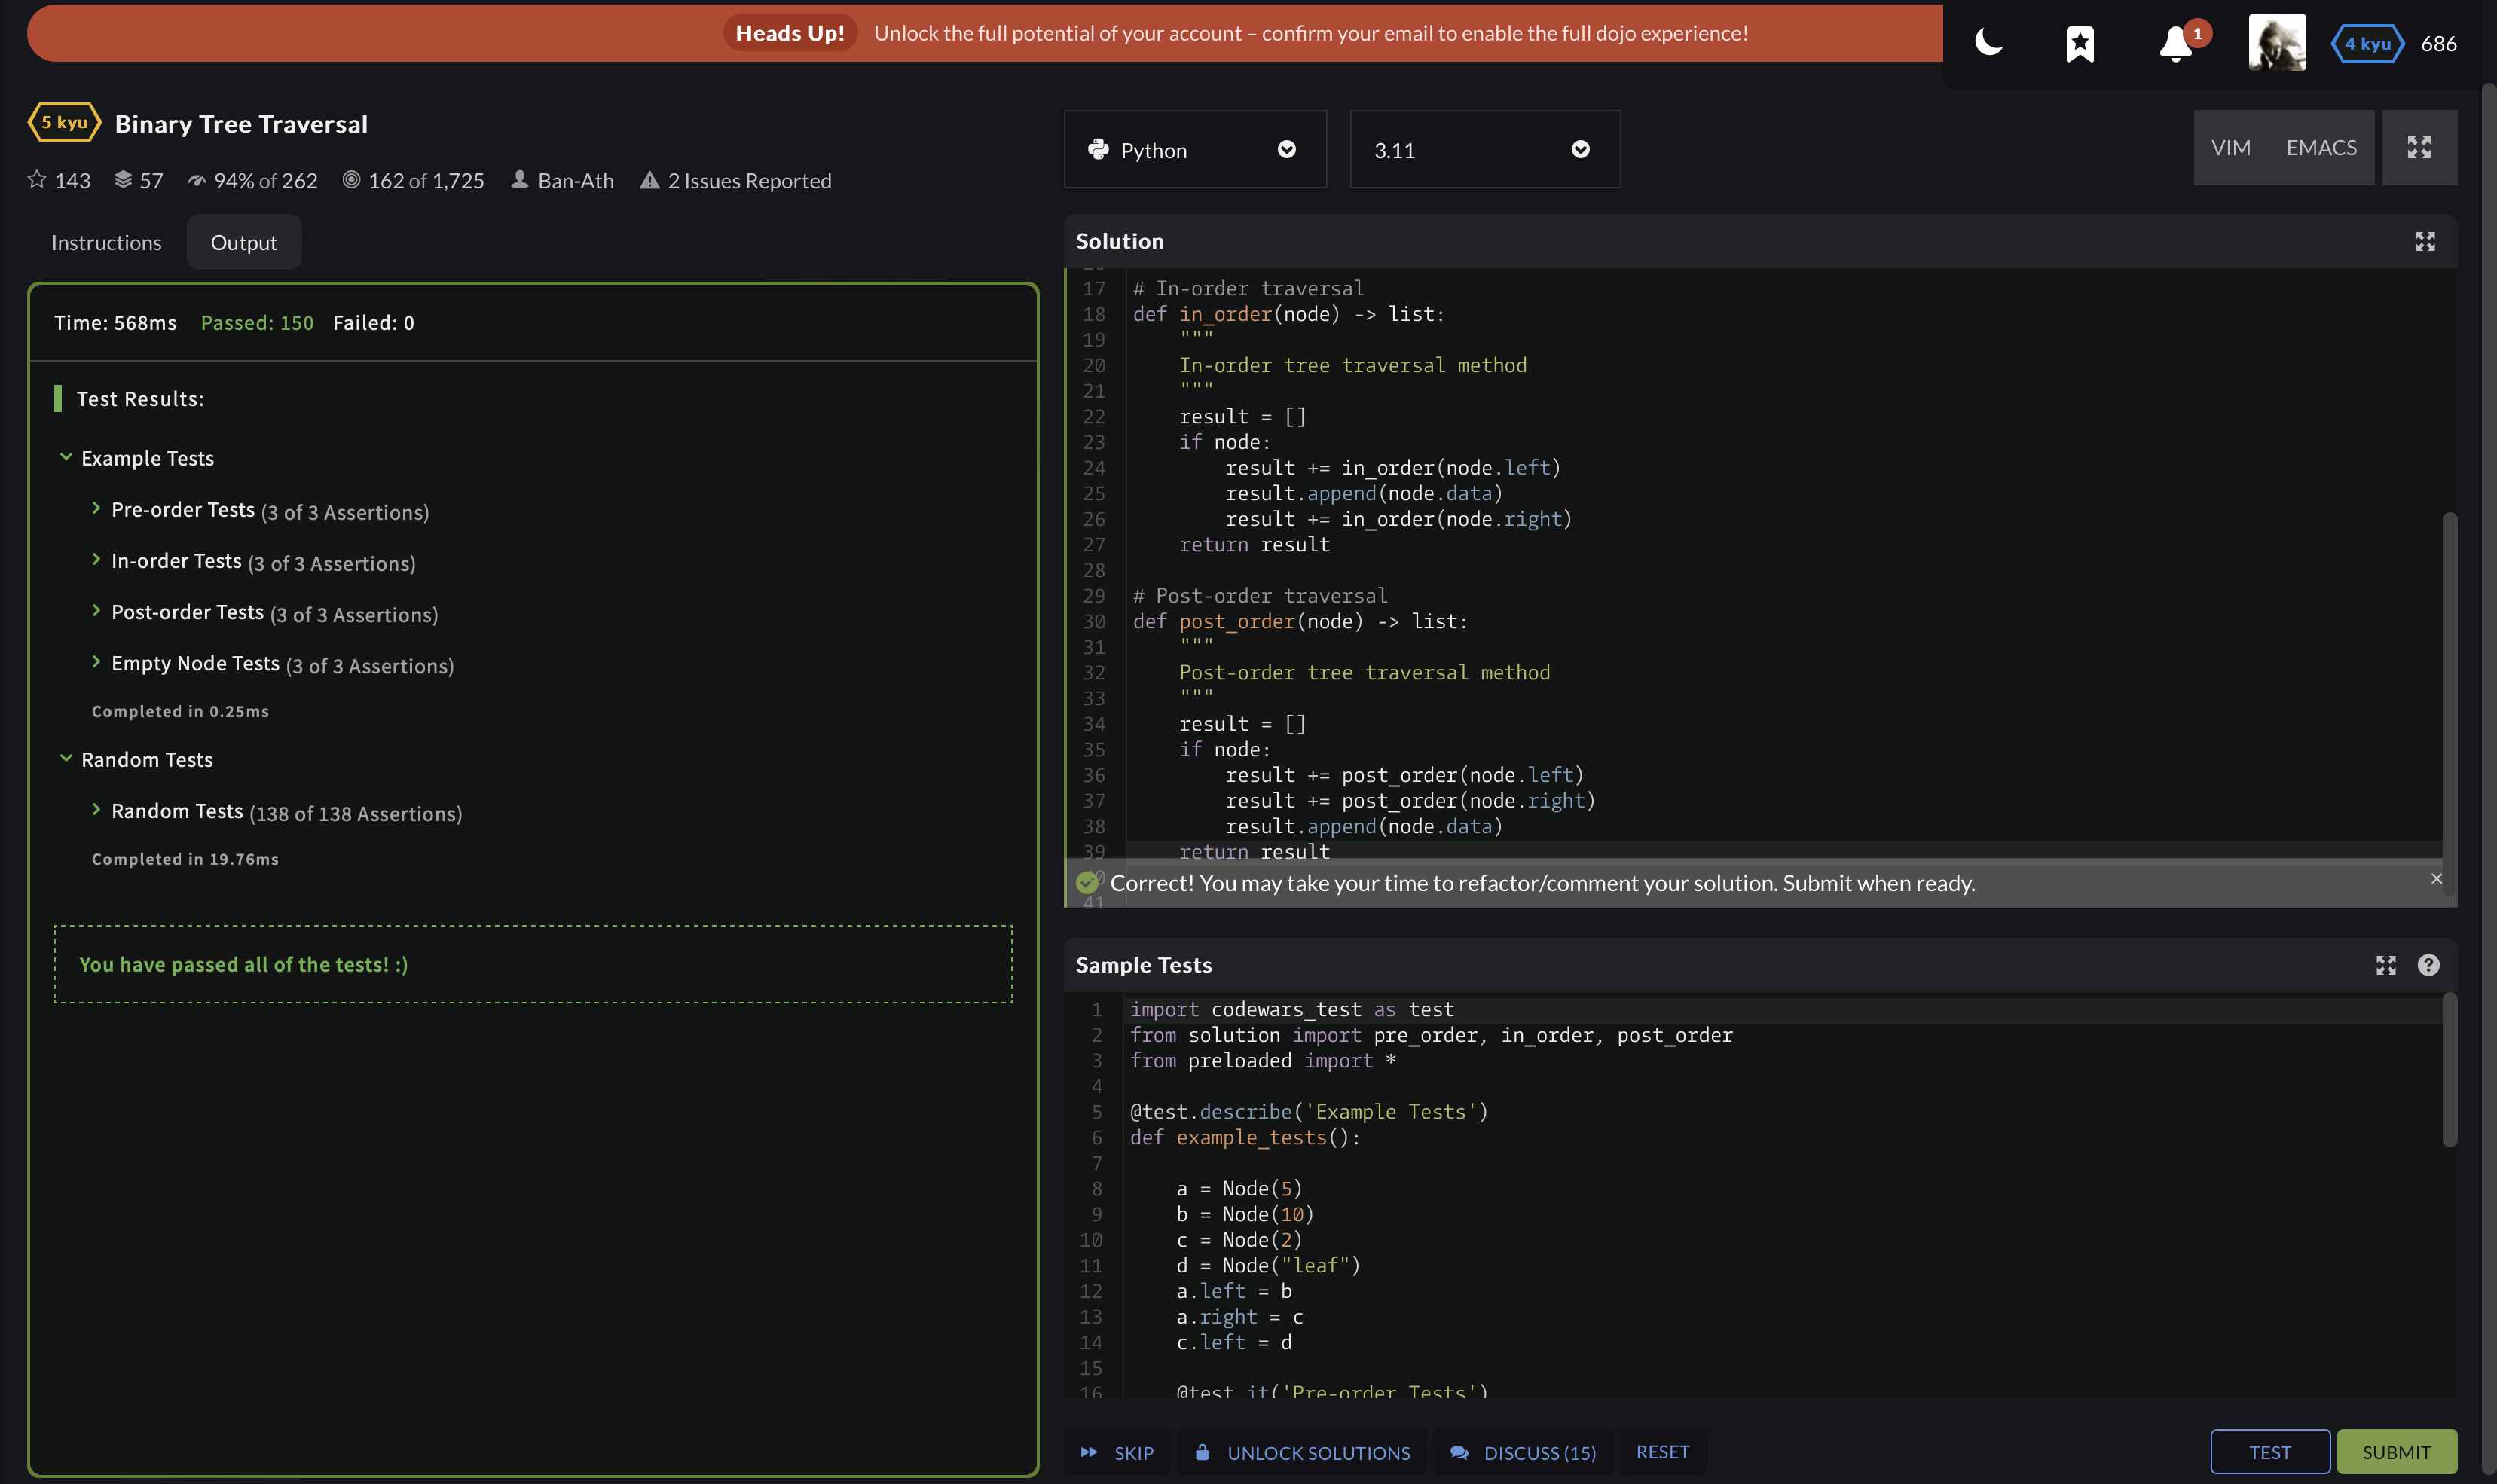 Heads Up! Unlock the full potential of your account – confirm your email to enable the full dojo experience!
1
4 kyu 686
5 kyu Binary Tree Traversal
143 57 94% of 262 162 of 1,725 Ban-Ath 2 Issues Reported
Instructions Output
Time: 568ms Passed: 150 Failed: 0
Test Results:
Example Tests
Pre-order Tests (3 of 3 Assertions)
In-order Tests (3 of 3 Assertions)
Post-order Tests (3 of 3 Assertions)
Empty Node Tests (3 of 3 Assertions)
Completed in 0.25ms
Random Tests
Random Tests (138 of 138 Assertions)
Completed in 19.76ms
You have passed all of the tests! :)
Python 3.11
VIM EMACS
Solution
17 # In-order traversal
18 def in_order(node) -> list:
19     """
20     In-order tree traversal method
21     """
22     result = []
23     if node:
24         result += in_order(node.left)
25         result.append(node.data)
26         result += in_order(node.right)
27     return result
28
29 # Post-order traversal
30 def post_order(node) -> list:
31     """
32     Post-order tree traversal method
33     """
34     result = []
35     if node:
36         result += post_order(node.left)
37         result += post_order(node.right)
38         result.append(node.data)
39     return result
Correct! You may take your time to refactor/comment your solution. Submit when ready.
41
Sample Tests
1 import codewars_test as test
2 from solution import pre_order, in_order, post_order
3 from preloaded import *
4
5 @test.describe('Example Tests')
6 def example_tests():
7
8     a = Node(5)
9     b = Node(10)
10     c = Node(2)
11     d = Node("leaf")
12     a.left = b
13     a.right = c
14     c.left = d
15
16     @test.it('Pre-order Tests')
SKIP UNLOCK SOLUTIONS DISCUSS (15) RESET
TEST SUBMIT